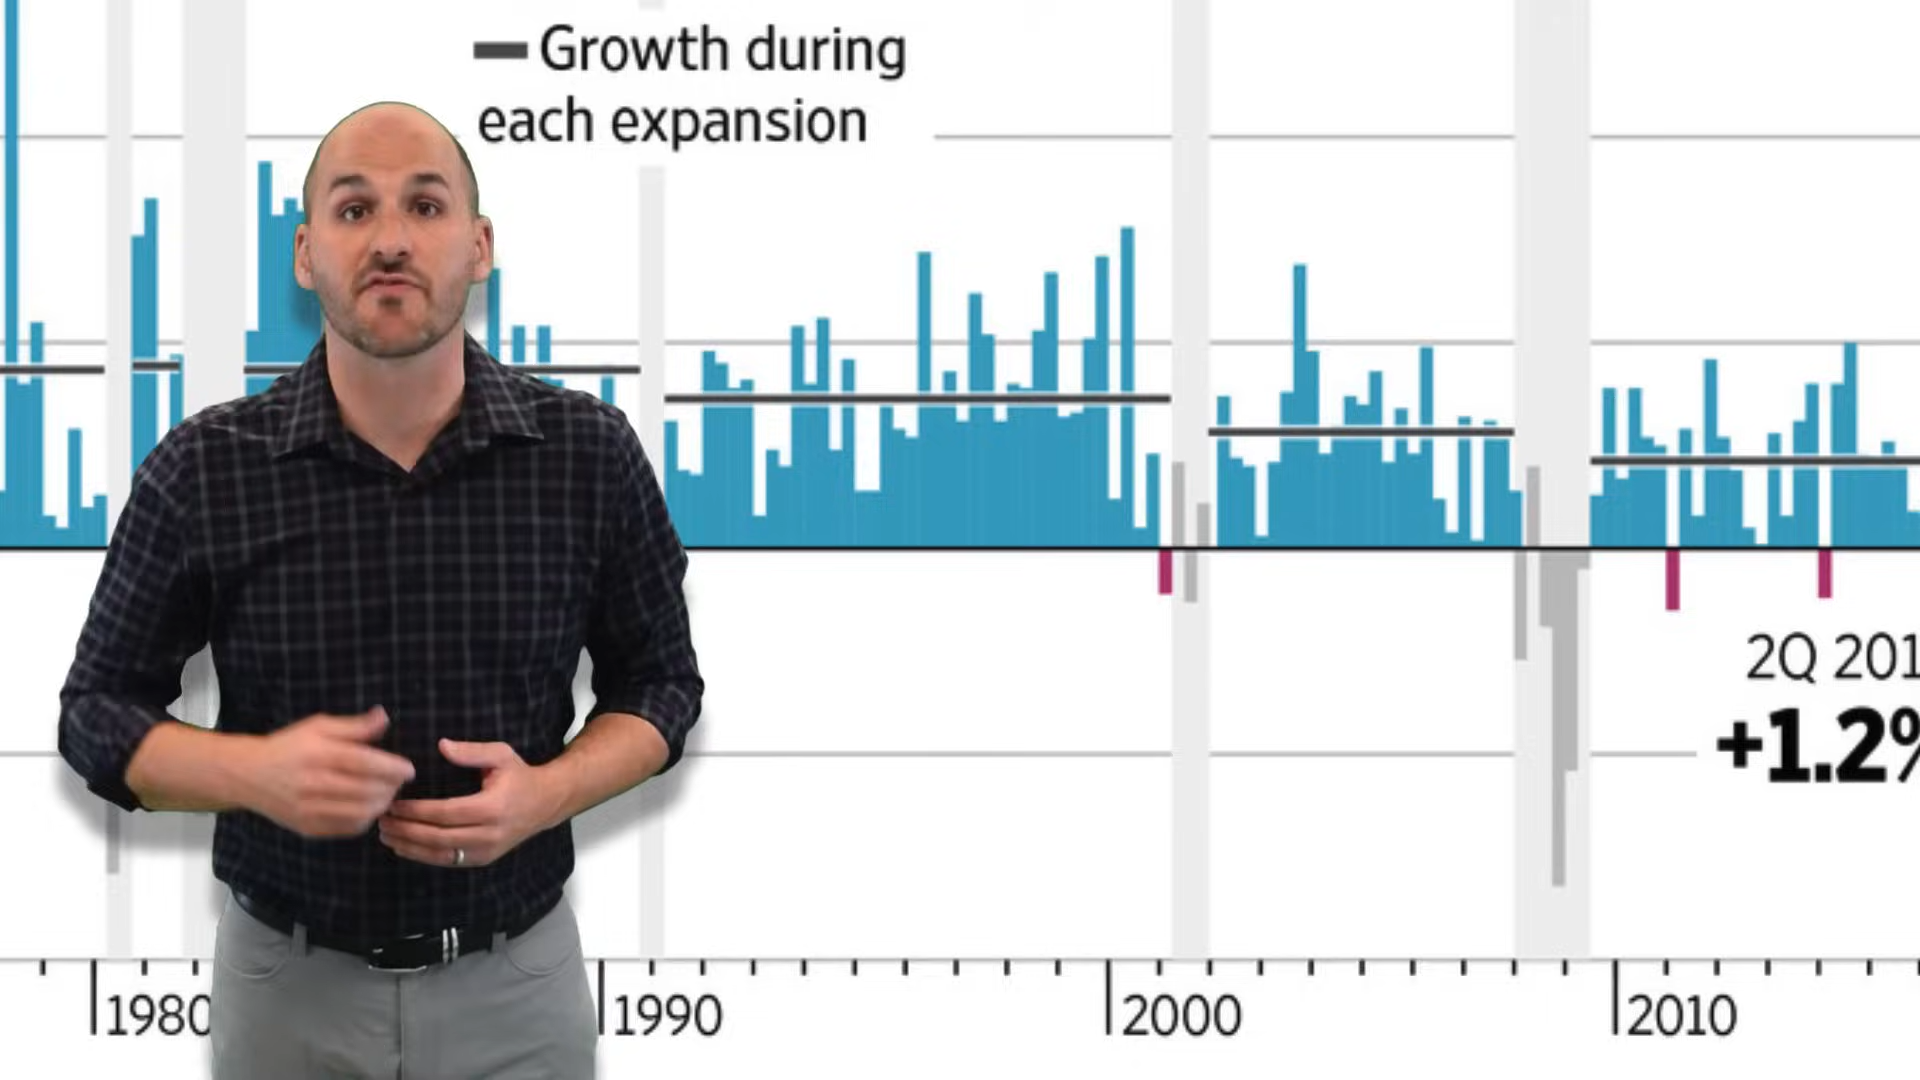 Growth during
each expansion
2Q 201
+1.2%
1980
1990
2000
2010